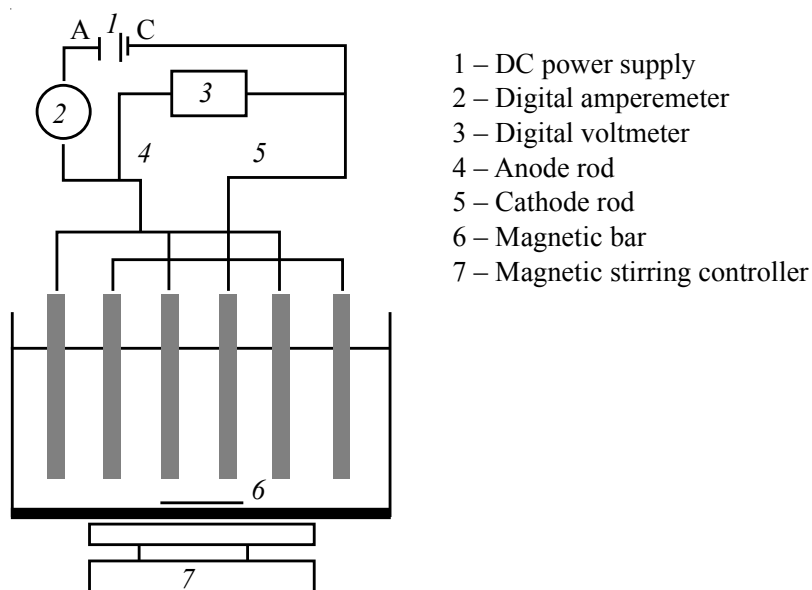 A 1 C
2
3
4
5
6
7
1 – DC power supply
2 – Digital amperemeter
3 – Digital voltmeter
4 – Anode rod
5 – Cathode rod
6 – Magnetic bar
7 – Magnetic stirring controller